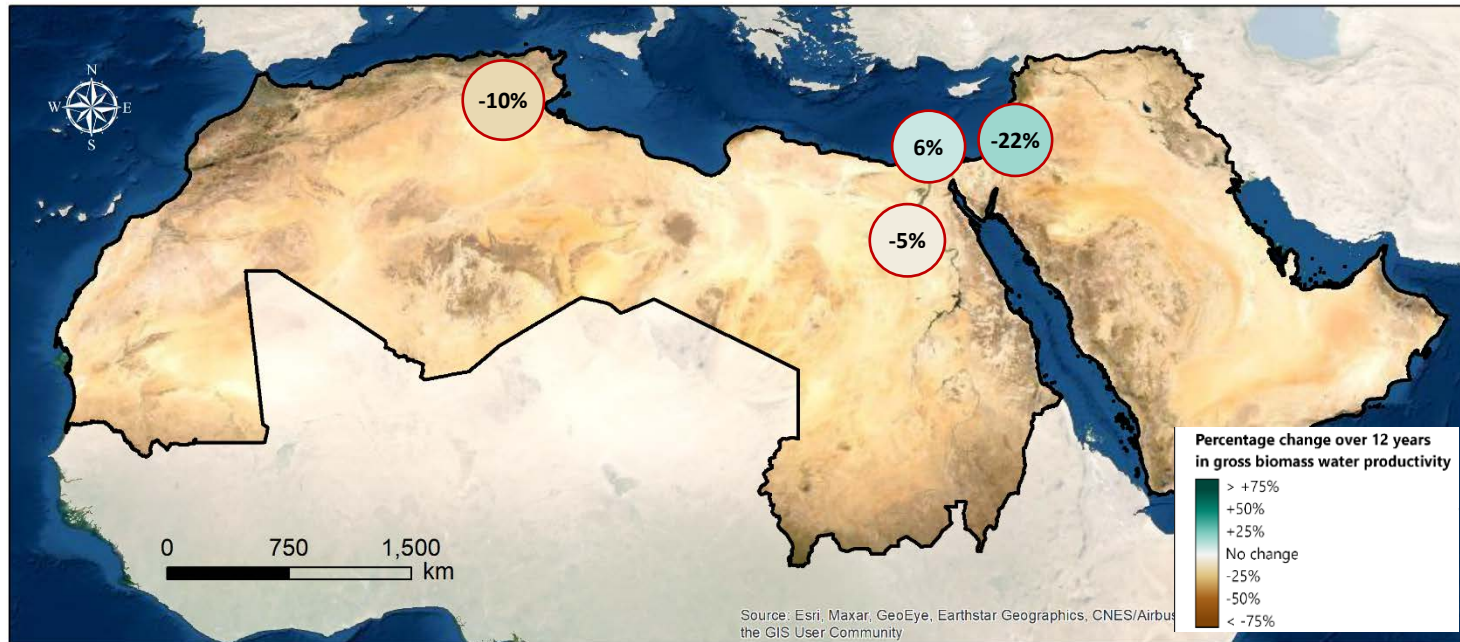 N
W E
S
-10%
6%
-22%
-5%
Percentage change over 12 years
in gross biomass water productivity
> +75%
+50%
+25%
No change
-25%
-50%
< -75%
0 750 1,500
km
Source: Esri, Maxar, GeoEye, Earthstar Geographics, CNES/Airbus
the GIS User Community